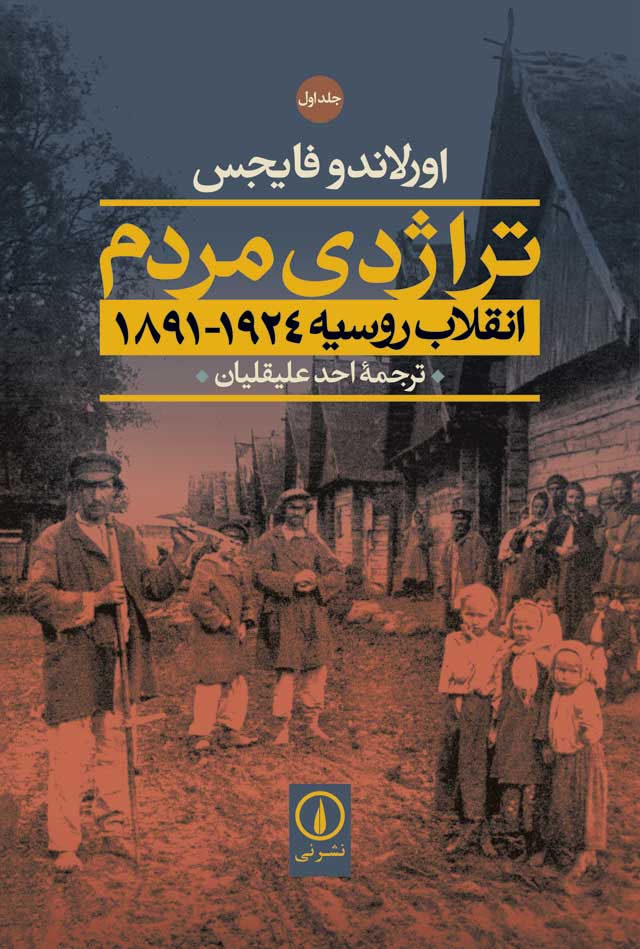 جلد اول
اورلاندو فایجس
تراژدی مردم
انقلاب روسیه ۱۹۲۴-۱۸۹۱
ترجمهٔ احد علیقلیان
نشر نی